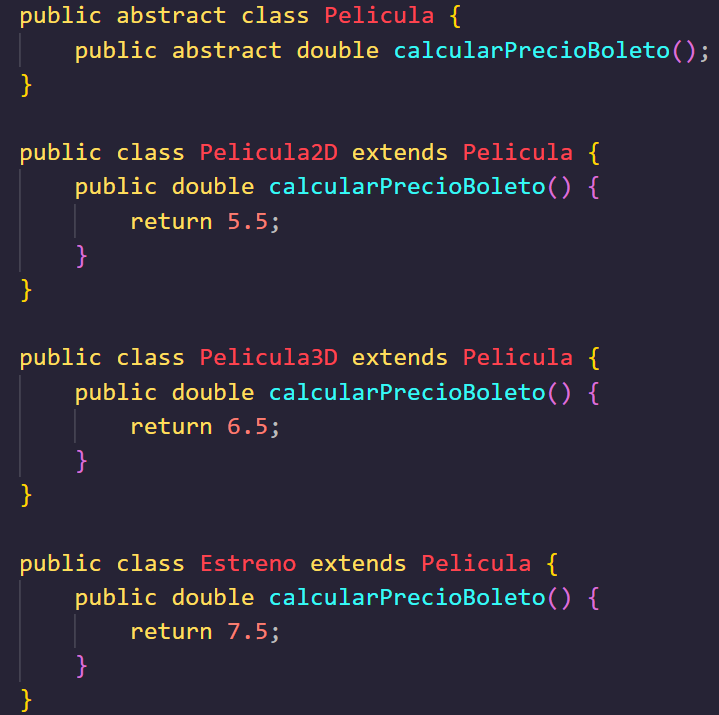 public abstract class Pelicula {
    public abstract double calcularPrecioBoleto();
}

public class Pelicula2D extends Pelicula {
    public double calcularPrecioBoleto() {
        return 5.5;
    }
}

public class Pelicula3D extends Pelicula {
    public double calcularPrecioBoleto() {
        return 6.5;
    }
}

public class Estreno extends Pelicula {
    public double calcularPrecioBoleto() {
        return 7.5;
    }
}